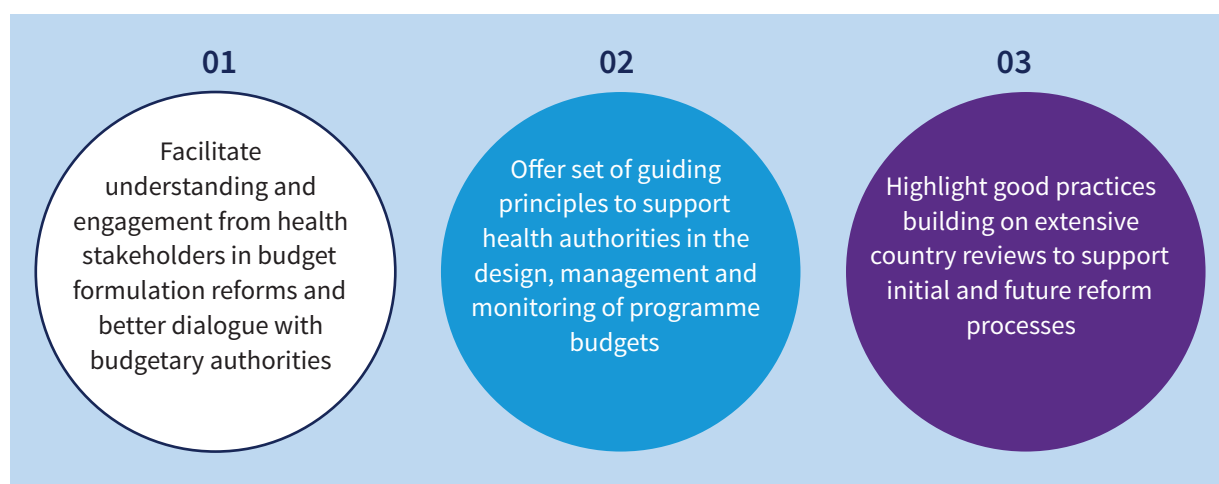 01
Facilitate
understanding and
engagement from health
stakeholders in budget
formulation reforms and
better dialogue with
budgetary authorities
02
Offer set of guiding
principles to support
health authorities in the
design, management and
monitoring of programme
budgets
03
Highlight good practices
building on extensive
country reviews to support
initial and future reform
processes